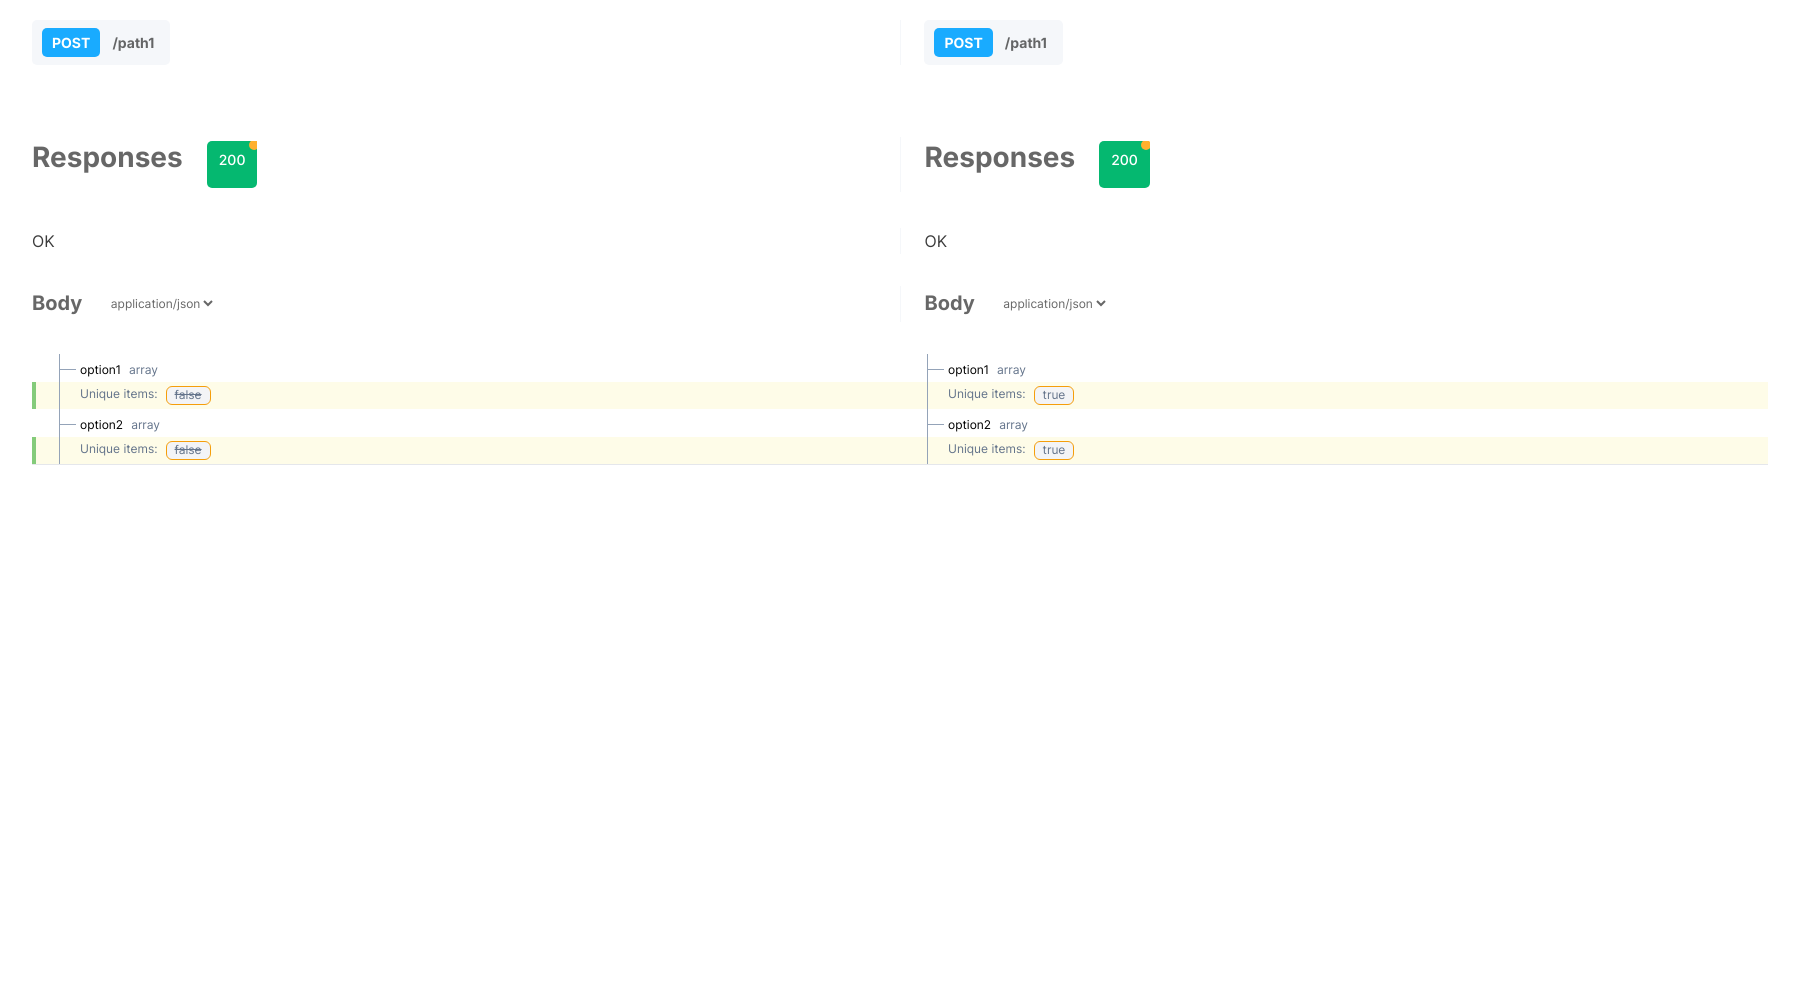 POST /path1
Responses 200
OK
Body application/json
option1 array
Unique items: false
option2 array
Unique items: false
POST /path1
Responses 200
OK
Body application/json
option1 array
Unique items: true
option2 array
Unique items: true